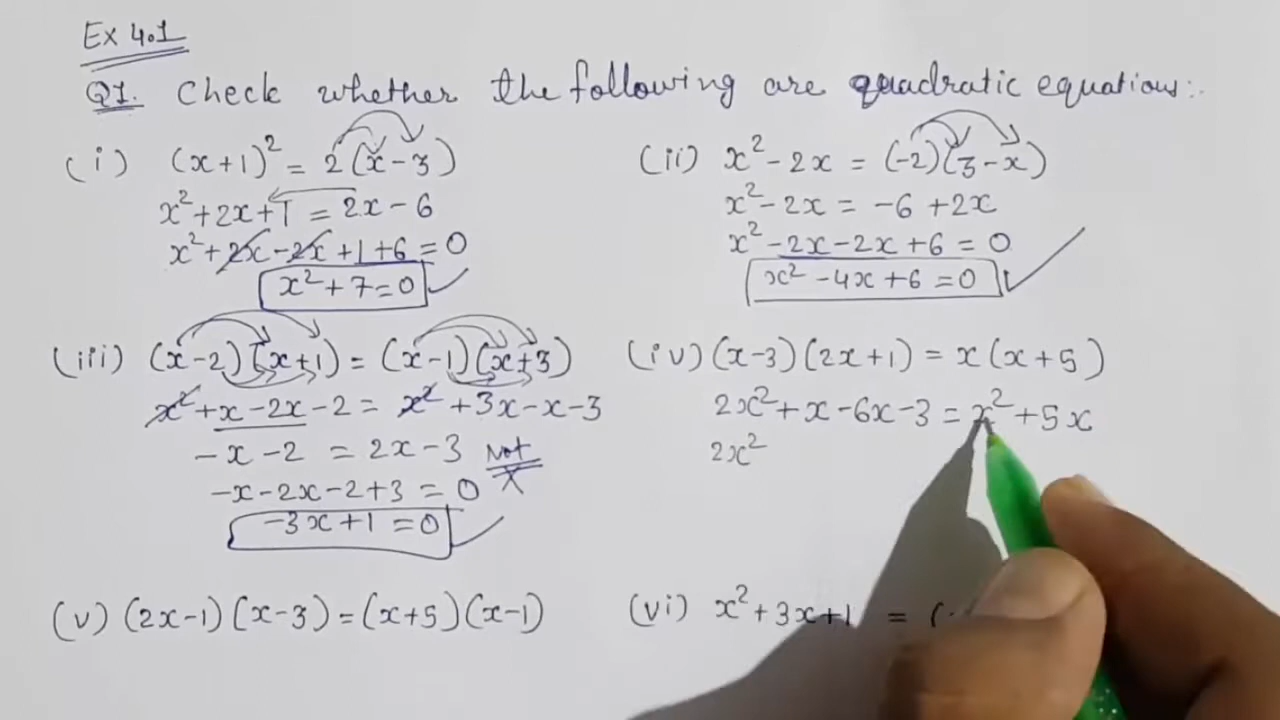 Ex 4.1
Q1. Check whether the following are quadratic equations:.
(i) (x+1)² = 2(x-3)
x²+2x+1 = 2x-6
x²+2x-2x+1+6=0
x²+7=0
(ii) x²-2x = (-2)(3-x)
x²-2x = -6+2x
x²-2x-2x+6=0
x²-4x+6=0
(iii) (x-2)(x+1)=(x-1)(x+3)
x²+x-2x-2= x²+3x-x-3
-x-2 = 2x-3 Not
-x-2x-2+3=0
-3x+1=0
(iv) (x-3)(2x+1) = x(x+5)
2x²+x-6x-3=x²+5x
2x²
(v) (2x-1)(x-3)=(x+5)(x-1)
(vi) x²+3x+1 = (